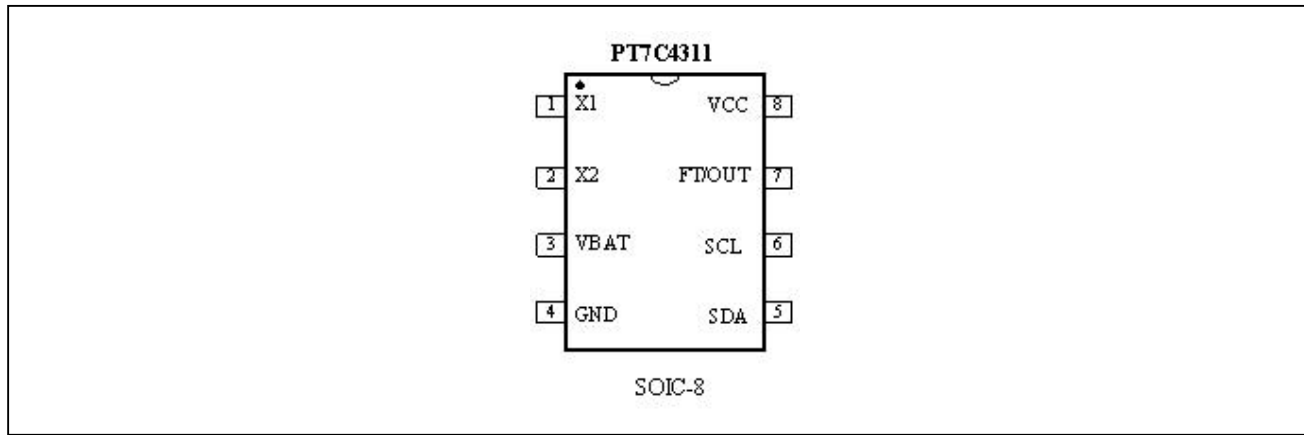 PT7C4311
1 X1 VCC 8
2 X2 FT/OUT 7
3 VBAT SCL 6
4 GND SDA 5
SOIC-8